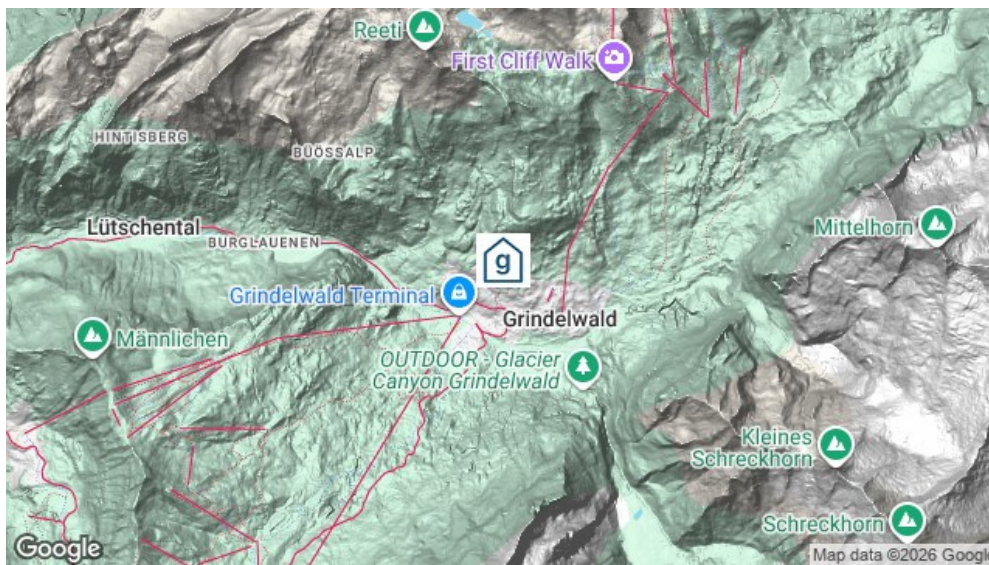 Reeti
First Cliff Walk
HINTISBERG
BÜÖSSALP
Lütschental
BURGLAUENEN
Mittelhorn
g
Grindelwald Terminal
Grindelwald
Männlichen
OUTDOOR - Glacier
Canyon Grindelwald
Kleines
Schreckhorn
Schreckhorn
Google
Map data ©2026 Google